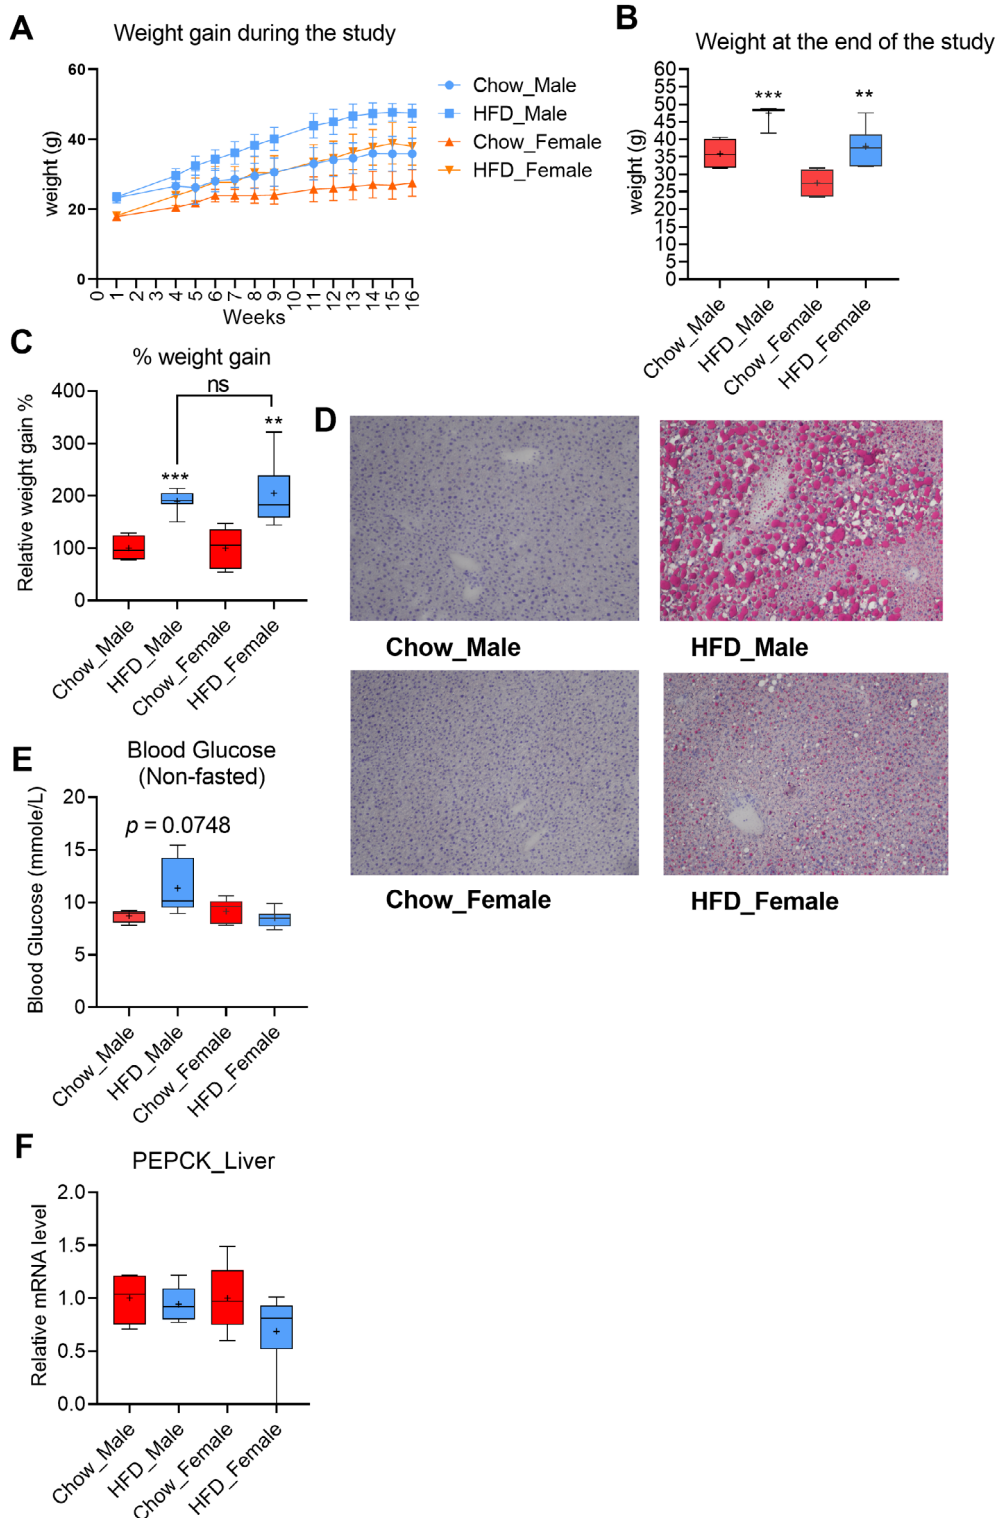 A
Weight gain during the study
60
40
20
0
weight (g)
0 1 2 3 4 5 6 7 8 9 10 11 12 13 14 15 16
Weeks
Chow_Male
HFD_Male
Chow_Female
HFD_Female
B
Weight at the end of the study
60
55
50
45
40
35
30
25
20
15
10
5
0
weight (g)
***
**
Chow_Male
HFD_Male
Chow_Female
HFD_Female
C
% weight gain
400
300
200
100
0
Relative weight gain %
ns
***
**
Chow_Male
HFD_Male
Chow_Female
HFD_Female
D
Chow_Male
HFD_Male
Chow_Female
HFD_Female
E
Blood Glucose
(Non-fasted)
20
15
10
5
0
Blood Glucose (mmole/L)
p = 0.0748
Chow_Male
HFD_Male
Chow_Female
HFD_Female
F
PEPCK_Liver
2.0
1.5
1.0
0.5
0.0
Relative mRNA level
Chow_Male
HFD_Male
Chow_Female
HFD_Female